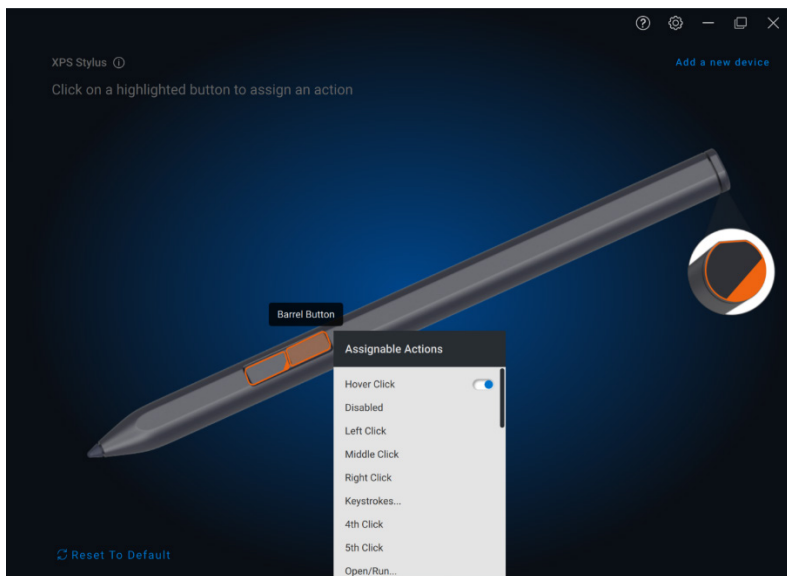 XPS Stylus
Add a new device
Click on a highlighted button to assign an action
Barrel Button
Assignable Actions
Hover Click
Disabled
Left Click
Middle Click
Right Click
Keystrokes...
4th Click
5th Click
Open/Run...
Reset To Default